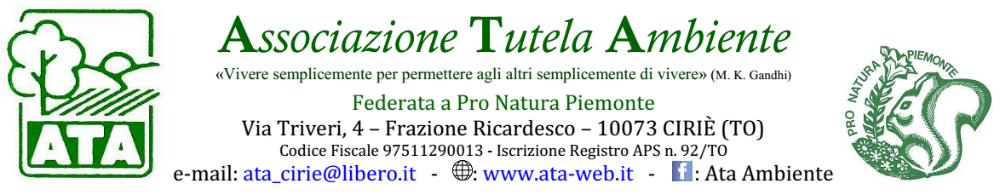 Associazione Tutela Ambiente
«Vivere semplicemente per permettere agli altri semplicemente di vivere» (M. K. Gandhi)
Federata a Pro Natura Piemonte
Via Triveri, 4 – Frazione Ricardesco – 10073 CIRIÈ (TO)
Codice Fiscale 97511290013 - Iscrizione Registro APS n. 92/TO
e-mail: ata_cirie@libero.it - : www.ata-web.it - f: Ata Ambiente
ATA
PRO NATURA PIEMONTE